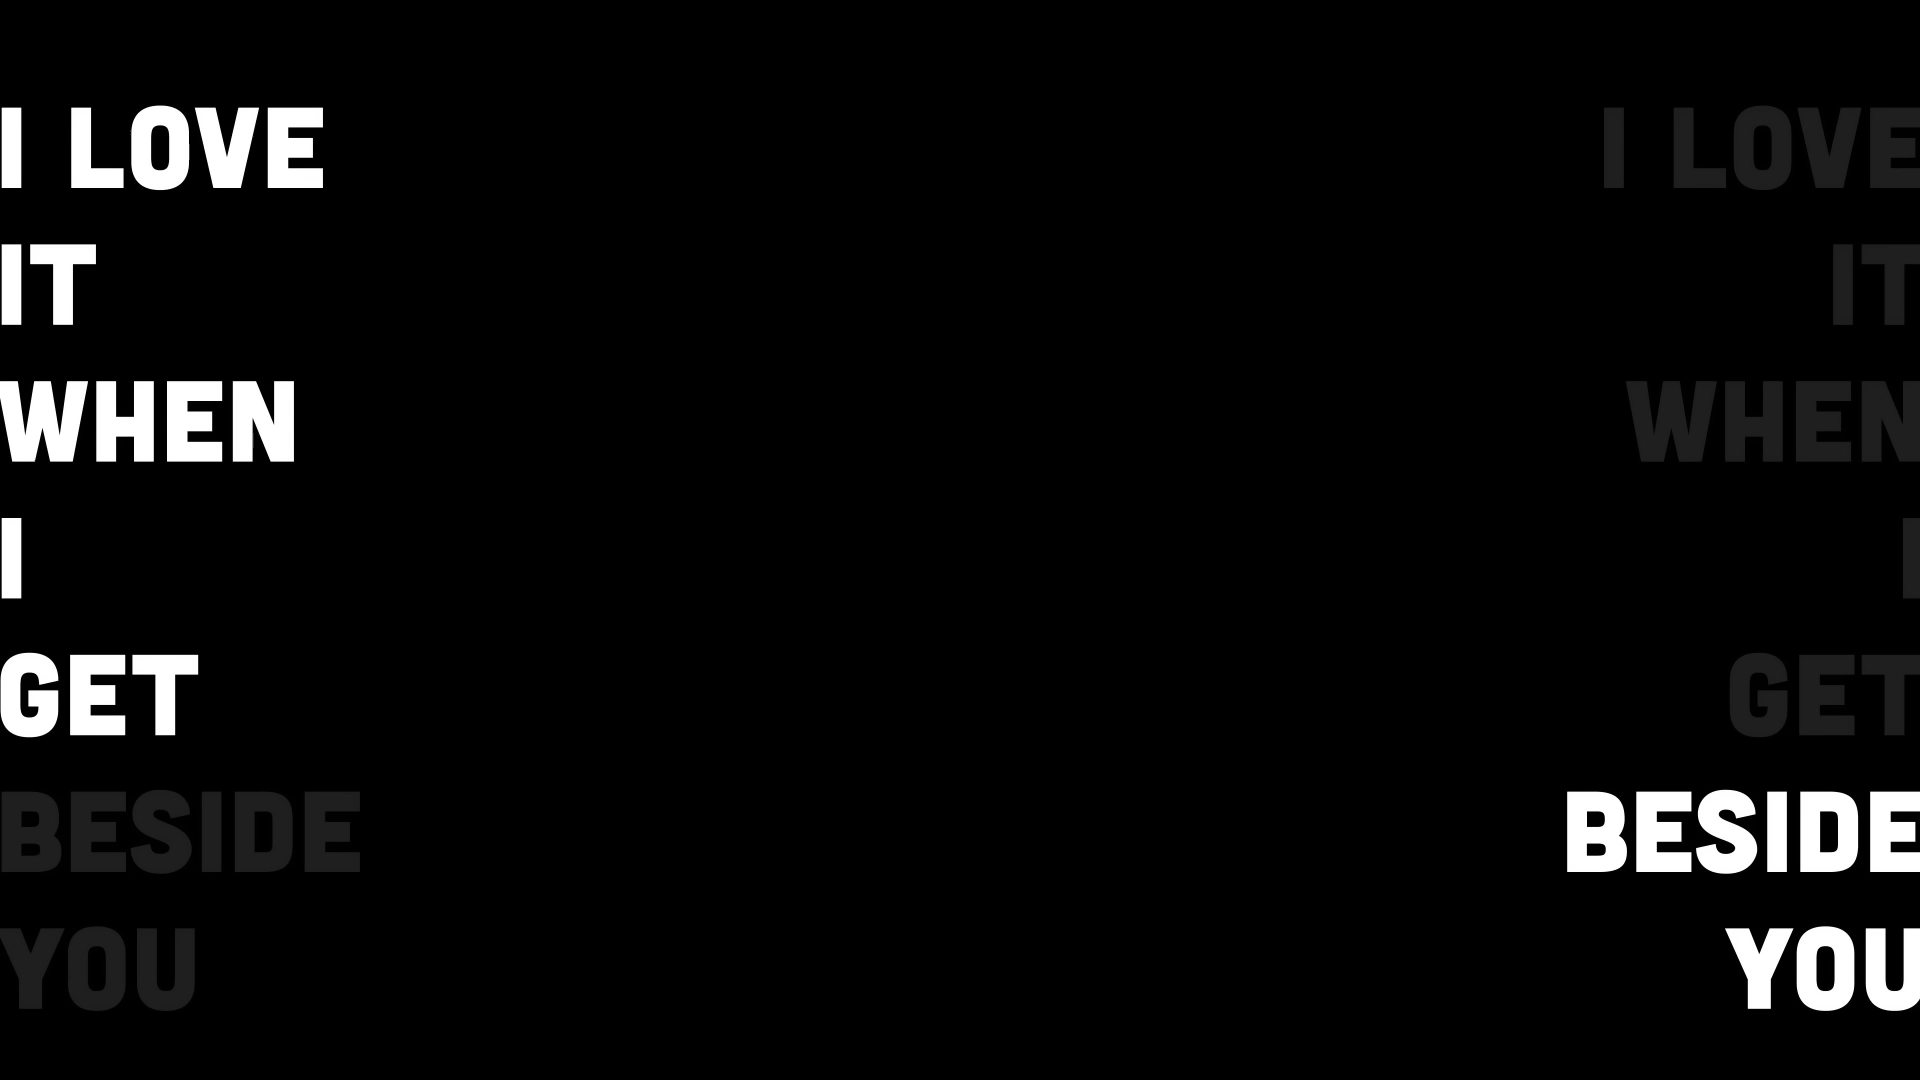 I LOVE I LOVE
IT IT
WHEN WHEN
I I
GET GET
BESIDE BESIDE
YOU YOU